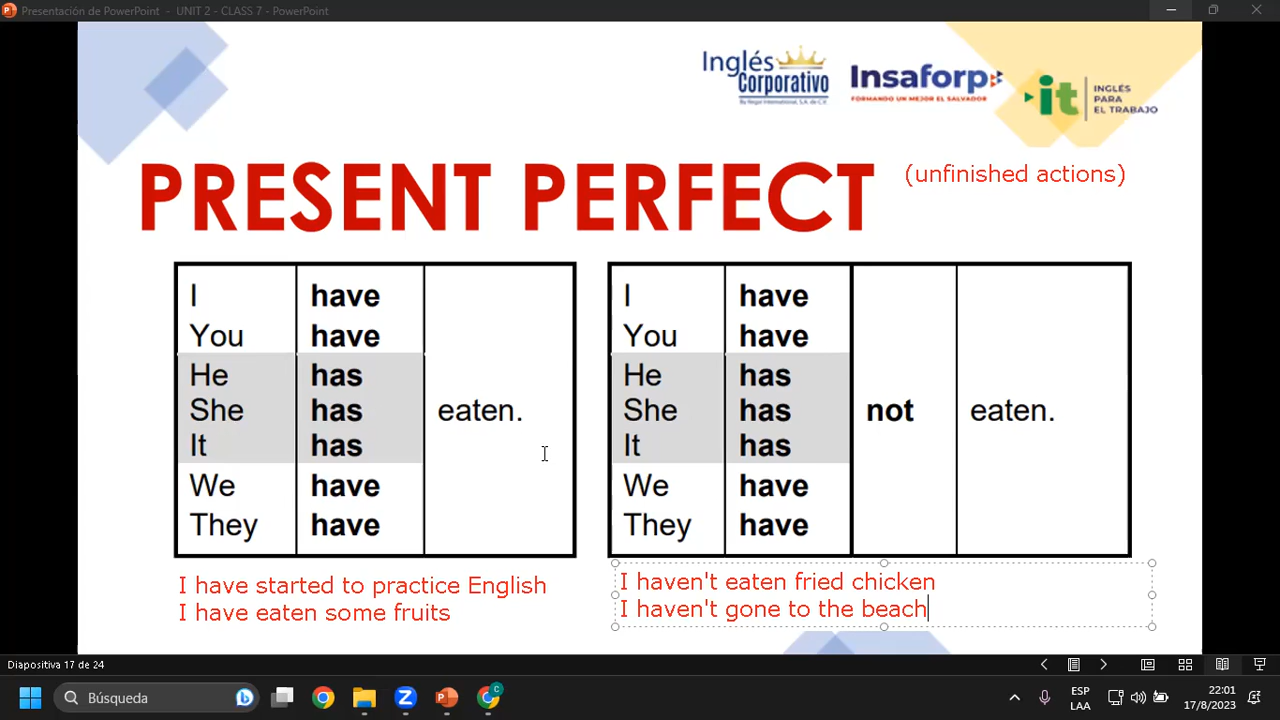 Presentación de PowerPoint - UNIT 2 - CLASS 7 - PowerPoint
Inglés
Corporativo
By Regal International, S.A. de C.V.
Insaforp
FORMANDO UN MEJOR EL SALVADOR
it
INGLÉS
PARA
EL TRABAJO
PRESENT PERFECT
(unfinished actions)
I have
You have
He has
She has eaten.
It has
We have
They have
I have
You have
He has
She has not eaten.
It has
We have
They have
I have started to practice English
I have eaten some fruits
I haven't eaten fried chicken
I haven't gone to the beach
Diapositiva 17 de 24
Búsqueda
C
ESP
LAA
22:01
17/8/2023